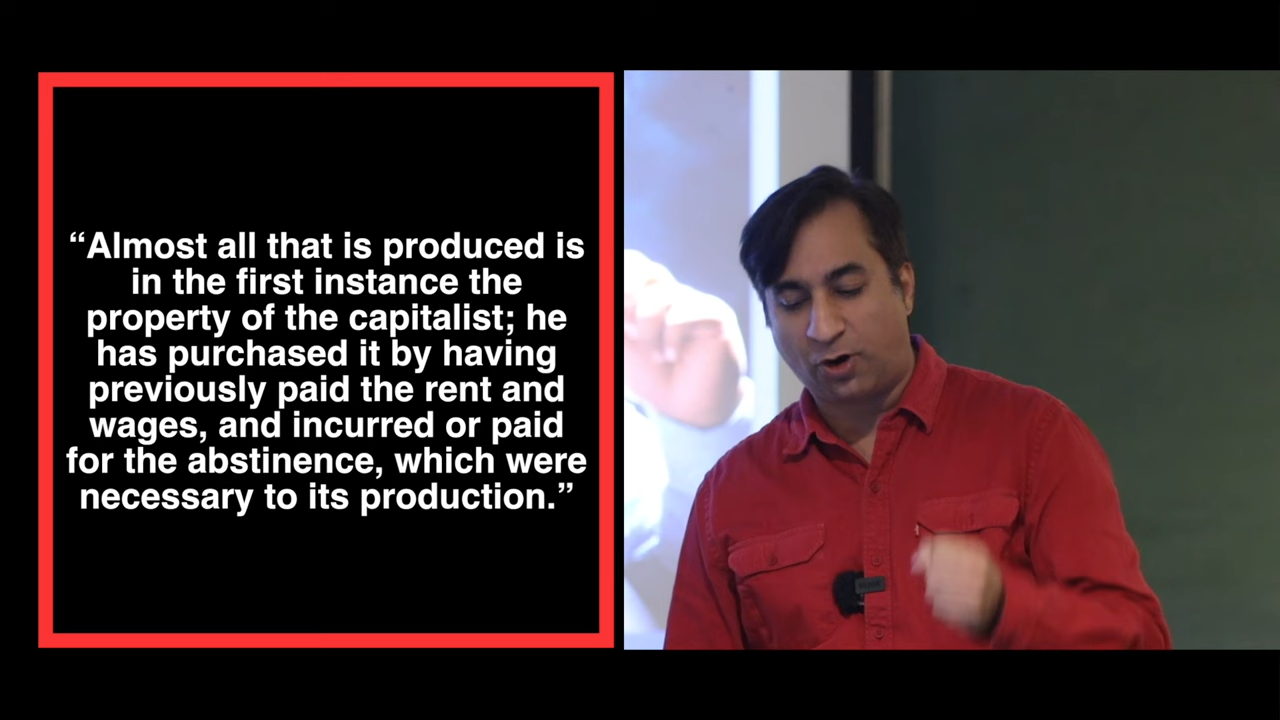 “Almost all that is produced is
in the first instance the
property of the capitalist; he
has purchased it by having
previously paid the rent and
wages, and incurred or paid
for the abstinence, which were
necessary to its production.”